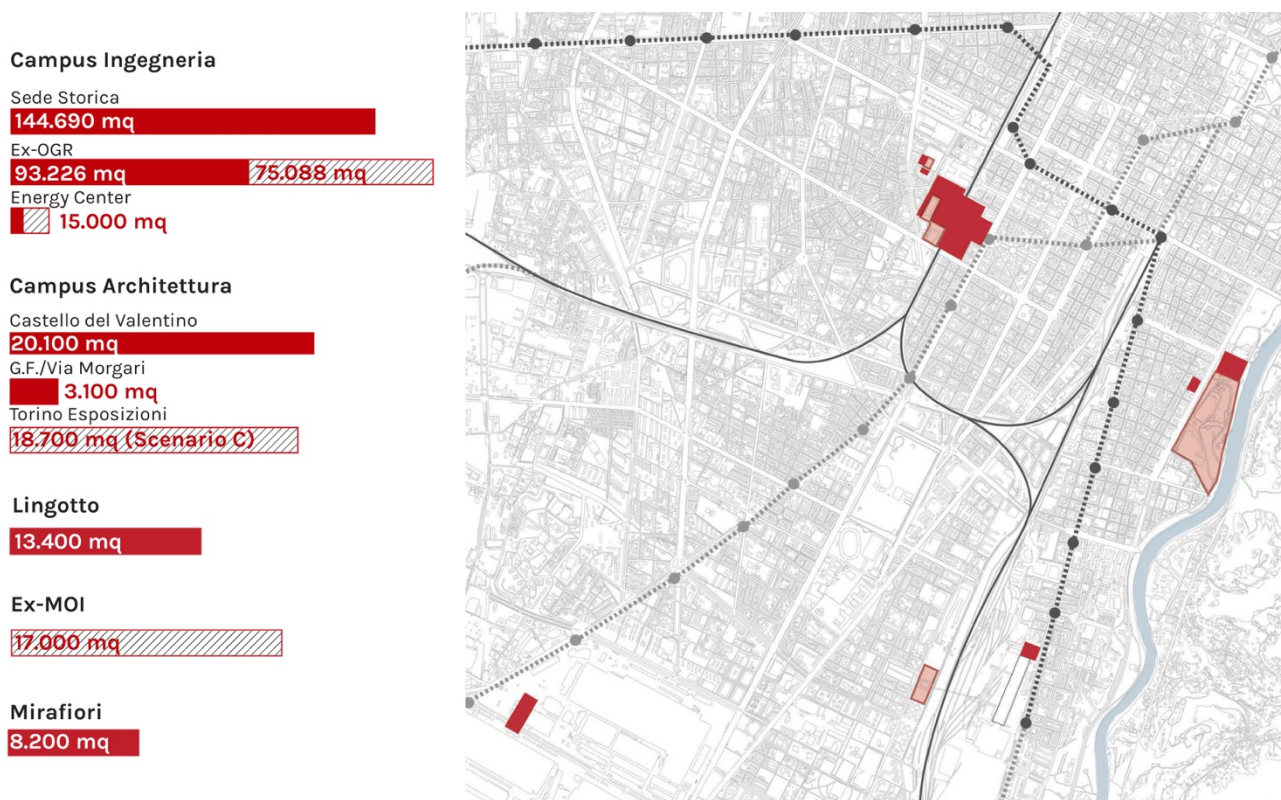 Campus Ingegneria
Sede Storica
144.690 mq
Ex-OGR
93.226 mq 75.088 mq
Energy Center
15.000 mq
Campus Architettura
Castello del Valentino
20.100 mq
G.F./Via Morgari
3.100 mq
Torino Esposizioni
18.700 mq (Scenario C)
Lingotto
13.400 mq
Ex-MOI
17.000 mq
Mirafiori
8.200 mq